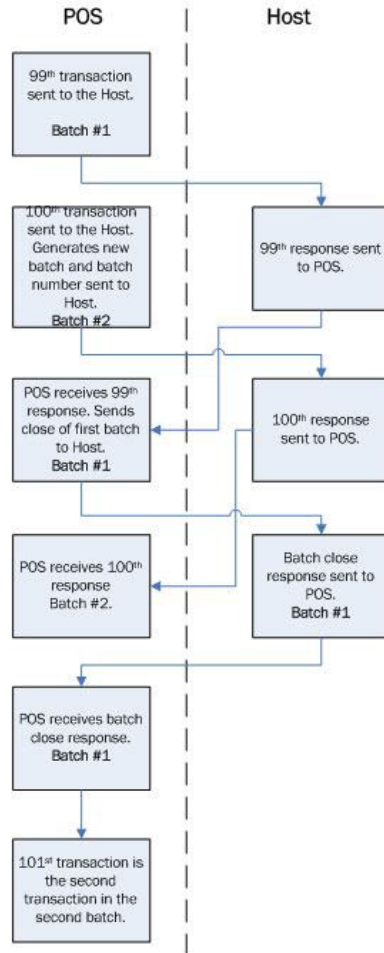 POS
Host
99th transaction
sent to the Host.
Batch #1
100th transaction
sent to the Host.
Generates new
batch and batch
number sent to
Host.
Batch #2
99th response sent
to POS.
POS receives 99th
response. Sends
close of first batch
to Host.
Batch #1
100th response
sent to POS.
POS receives 100th
response
Batch #2.
Batch close
response sent to
POS.
Batch #1
POS receives batch
close response.
Batch #1
101st transaction is
the second
transaction in the
second batch.